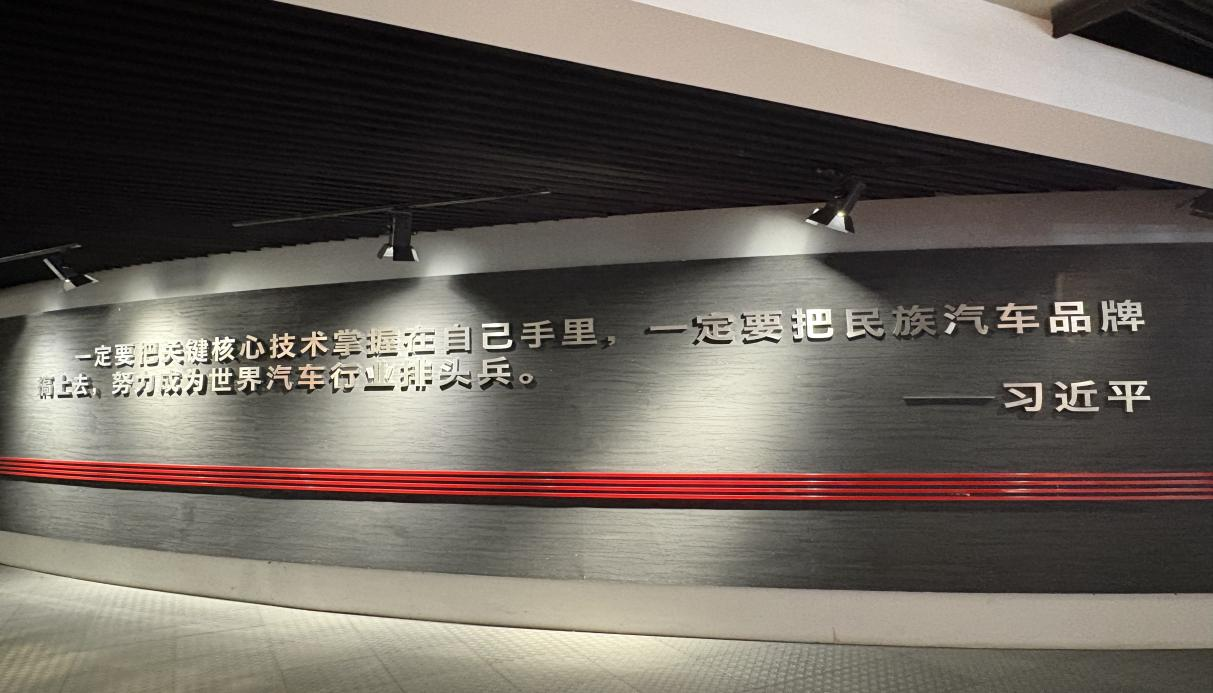 一定要把关键核心技术掌握在自己手里，一定要把民族汽车品牌
搞上去，努力成为世界汽车行业排头兵。
——习近平